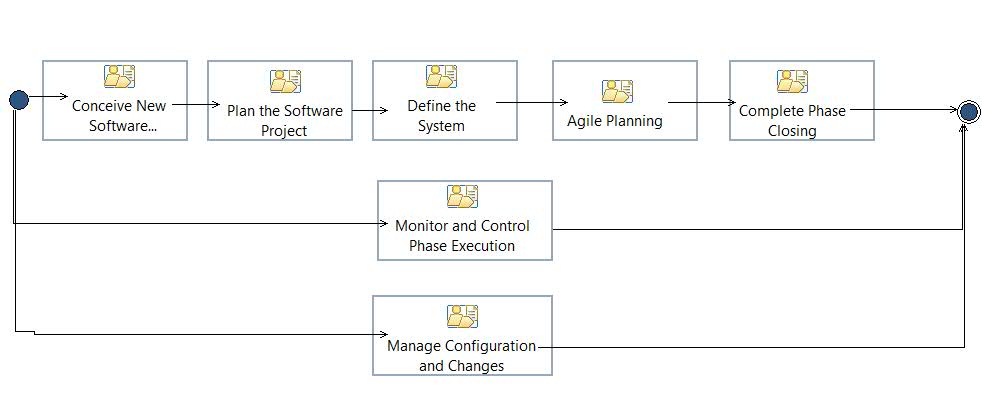 Conceive New
Software...
Plan the Software
Project
Define the
System
Agile Planning
Complete Phase
Closing
Monitor and Control
Phase Execution
Manage Configuration
and Changes